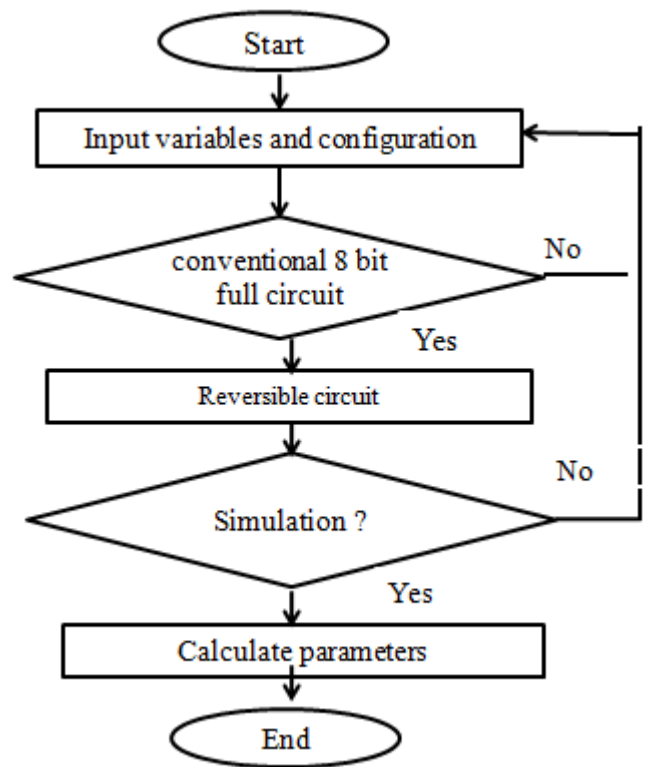 Start
Input variables and configuration
conventional 8 bit
full circuit
No
Yes
Reversible circuit
No
Simulation ?
Yes
Calculate parameters
End